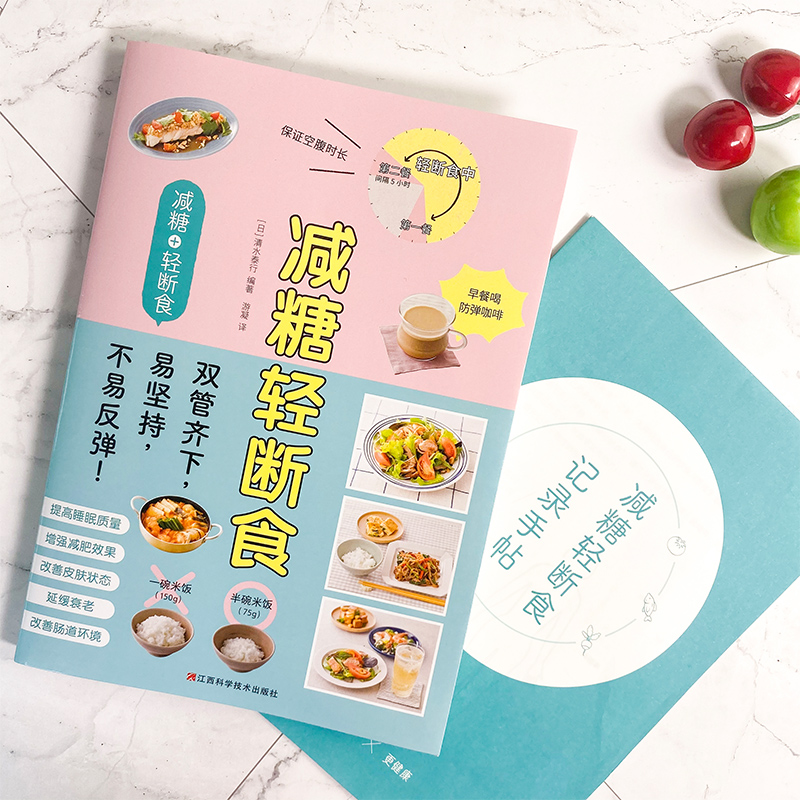 保证空腹时长
轻断食中
第二餐
间隔 5 小时
第一餐
减糖+轻断食
[日]清水泰行 编著 游凝 译
减糖轻断食
早餐喝
防弹咖啡
双管齐下，
易坚持，
不易反弹！
提高睡眠质量
增强减肥效果
改善皮肤状态
延缓衰老
改善肠道环境
一碗米饭
(150g)
半碗米饭
(75g)
江西科学技术出版社
减糖轻断食
记录手帖
更健康